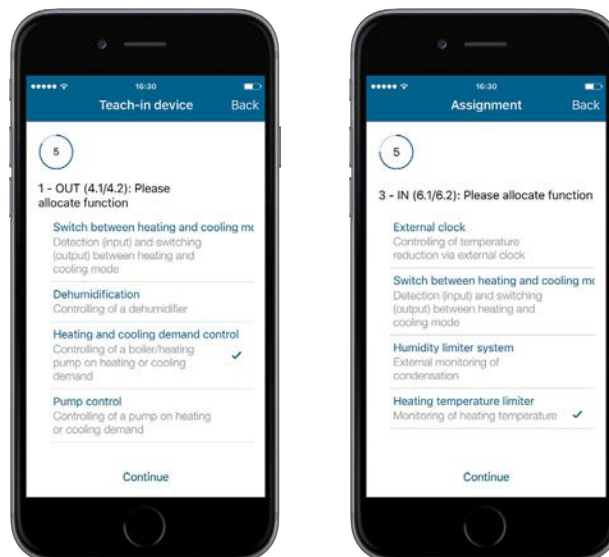 16:30
Teach-in device
Back
5
1 - OUT (4.1/4.2): Please
allocate function
Switch between heating and cooling mo
Detection (input) and switching
(output) between heating and
cooling mode
Dehumidification
Controlling of a dehumidifier
Heating and cooling demand control
Controlling of a boiler/heating
pump on heating or cooling
demand
Pump control
Controlling of a pump on heating
or cooling demand
Continue
16:30
Assignment
Back
5
3 - IN (6.1/6.2): Please allocate function
External clock
Controlling of temperature
reduction via external clock
Switch between heating and cooling mo
Detection (input) and switching
(output) between heating and
cooling mode
Humidity limiter system
External monitoring of
condensation
Heating temperature limiter
Monitoring of heating temperature
Continue